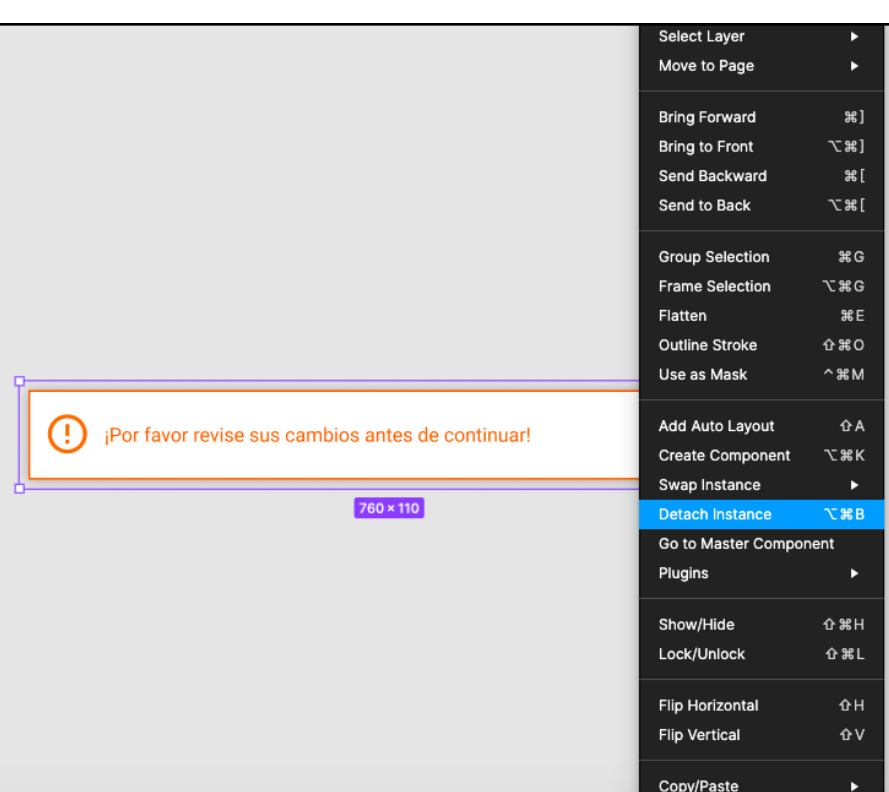 Select Layer ▶
Move to Page ▶
Bring Forward ⌘]
Bring to Front ⌥⌘]
Send Backward ⌘[
Send to Back ⌥⌘[
Group Selection ⌘G
Frame Selection ⌥⌘G
Flatten ⌘E
Outline Stroke ⇧⌘O
Use as Mask ^⌘M
Add Auto Layout ⇧A
Create Component ⌥⌘K
Swap Instance ▶
Detach Instance ⌥⌘B
Go to Master Component
Plugins ▶
Show/Hide ⇧⌘H
Lock/Unlock ⇧⌘L
Flip Horizontal ⇧H
Flip Vertical ⇧V
Copy/Paste ▶
¡Por favor revise sus cambios antes de continuar!
760 × 110